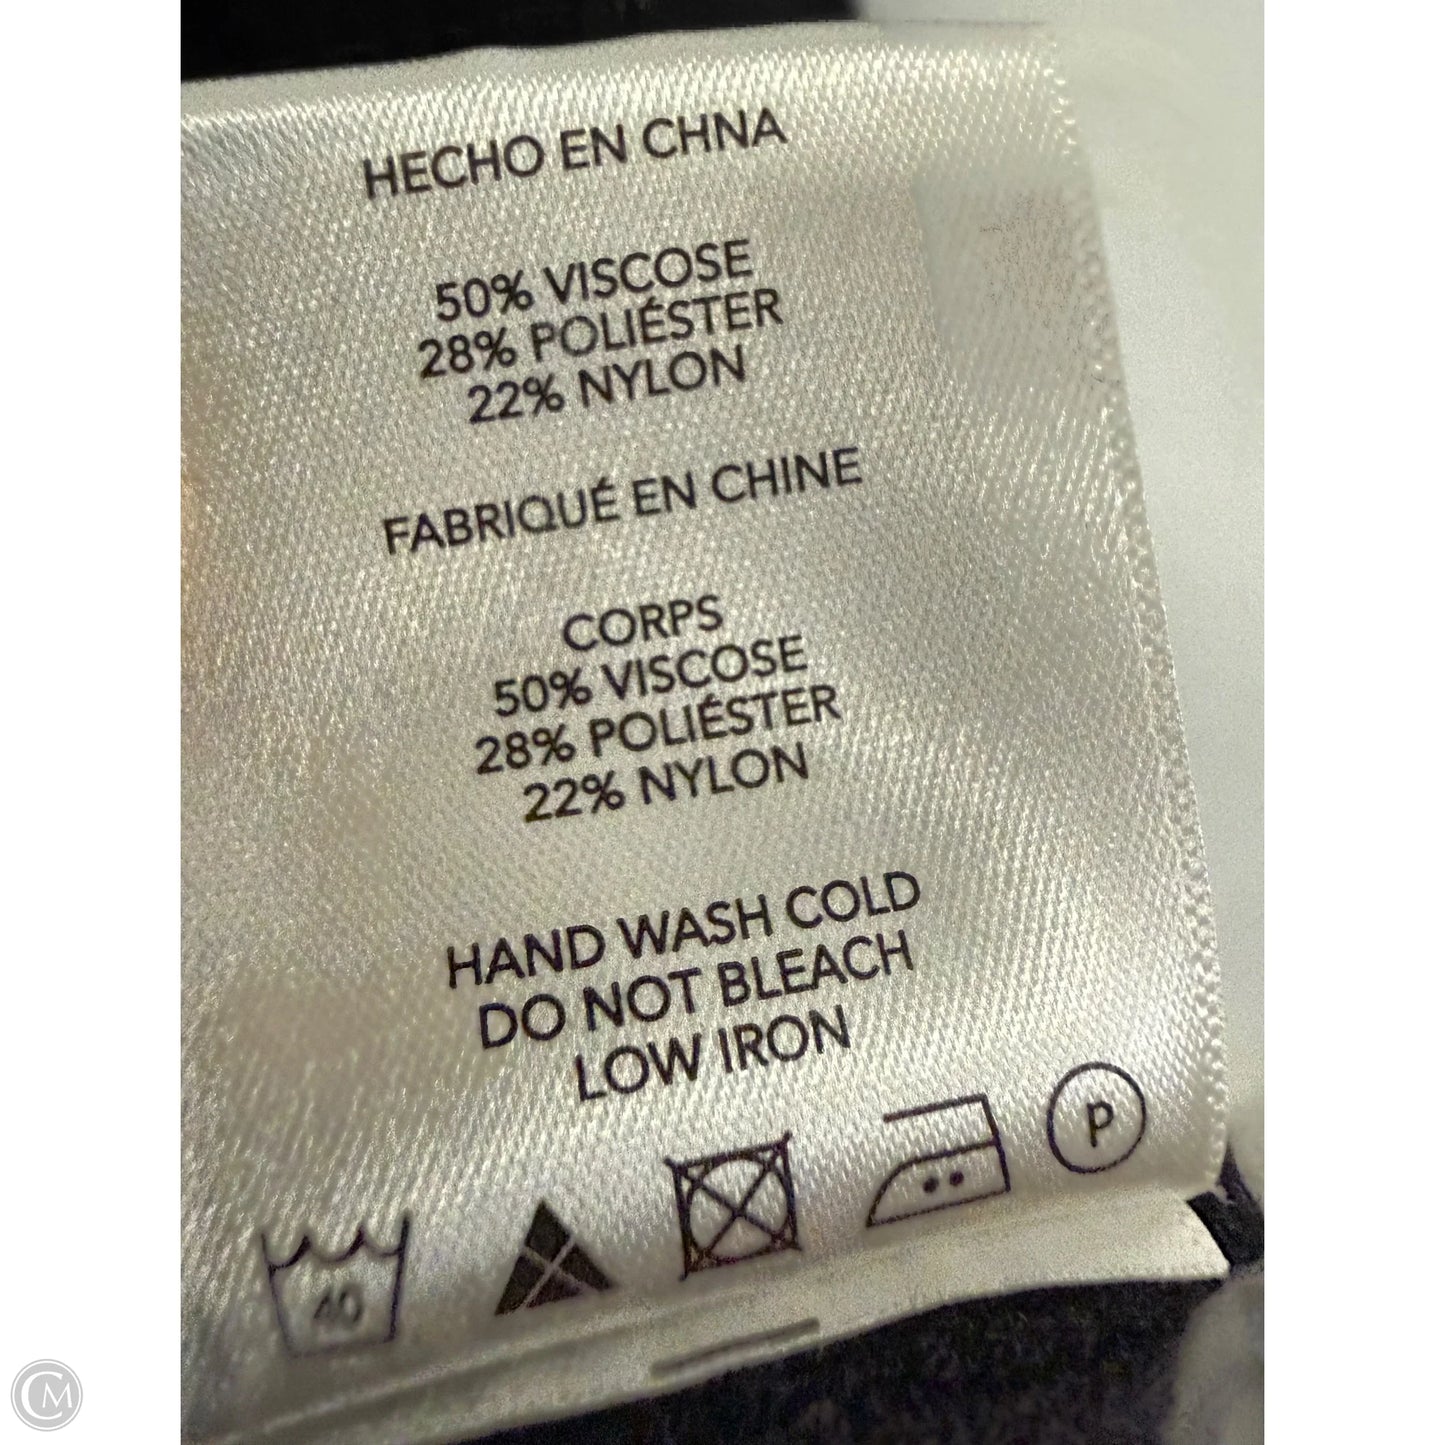 HECHO EN CHNA
50% VISCOSE
28% POLIÉSTER
22% NYLON
FABRIQUÉ EN CHINE
CORPS
50% VISCOSE
28% POLIÉSTER
22% NYLON
HAND WASH COLD
DO NOT BLEACH
LOW IRON
40
P
CM